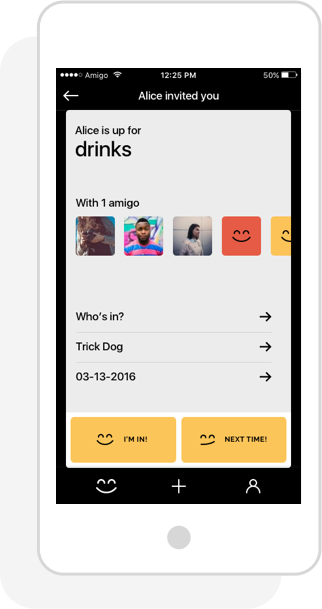 Amigo 12:25 PM 50%
Alice invited you
Alice is up for
drinks
With 1 amigo
Who's in?
Trick Dog
03-13-2016
I'M IN! NEXT TIME!